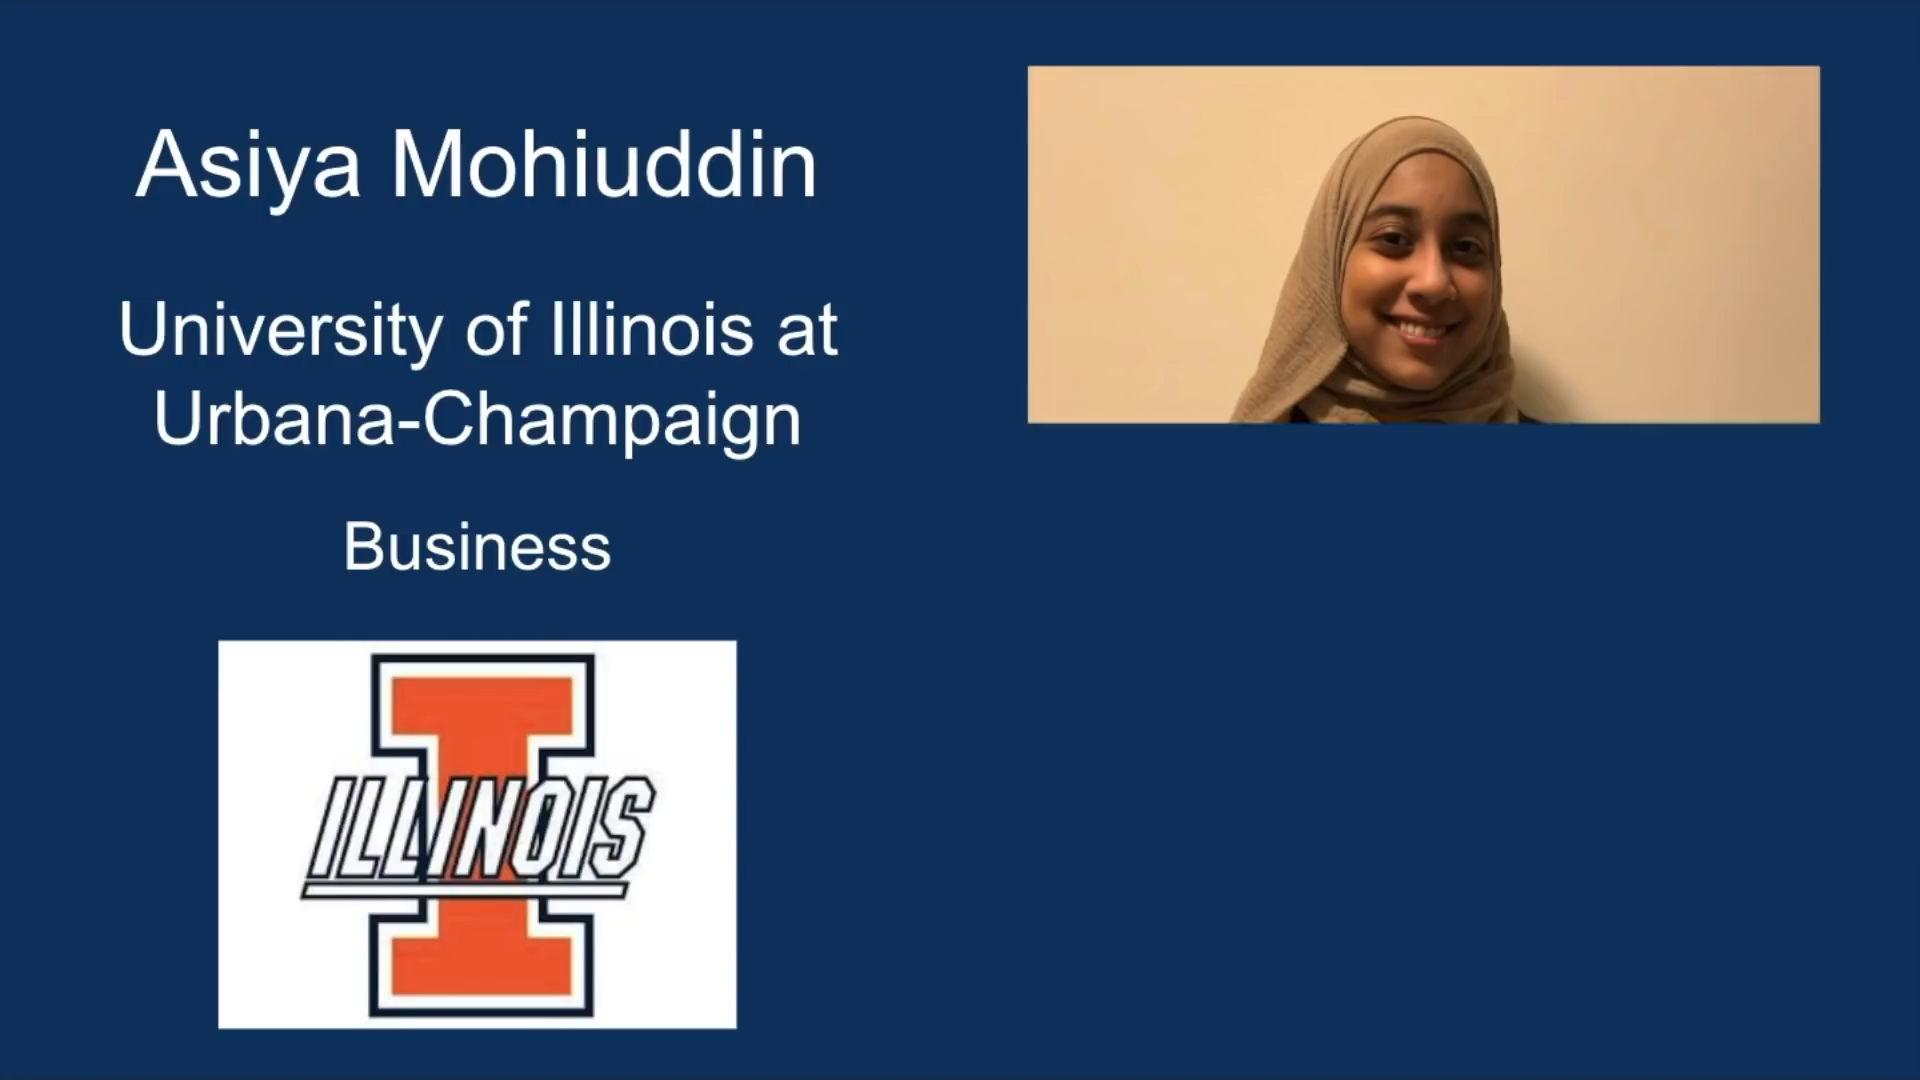 Asiya Mohiuddin
University of Illinois at
Urbana-Champaign
Business
ILLINOIS